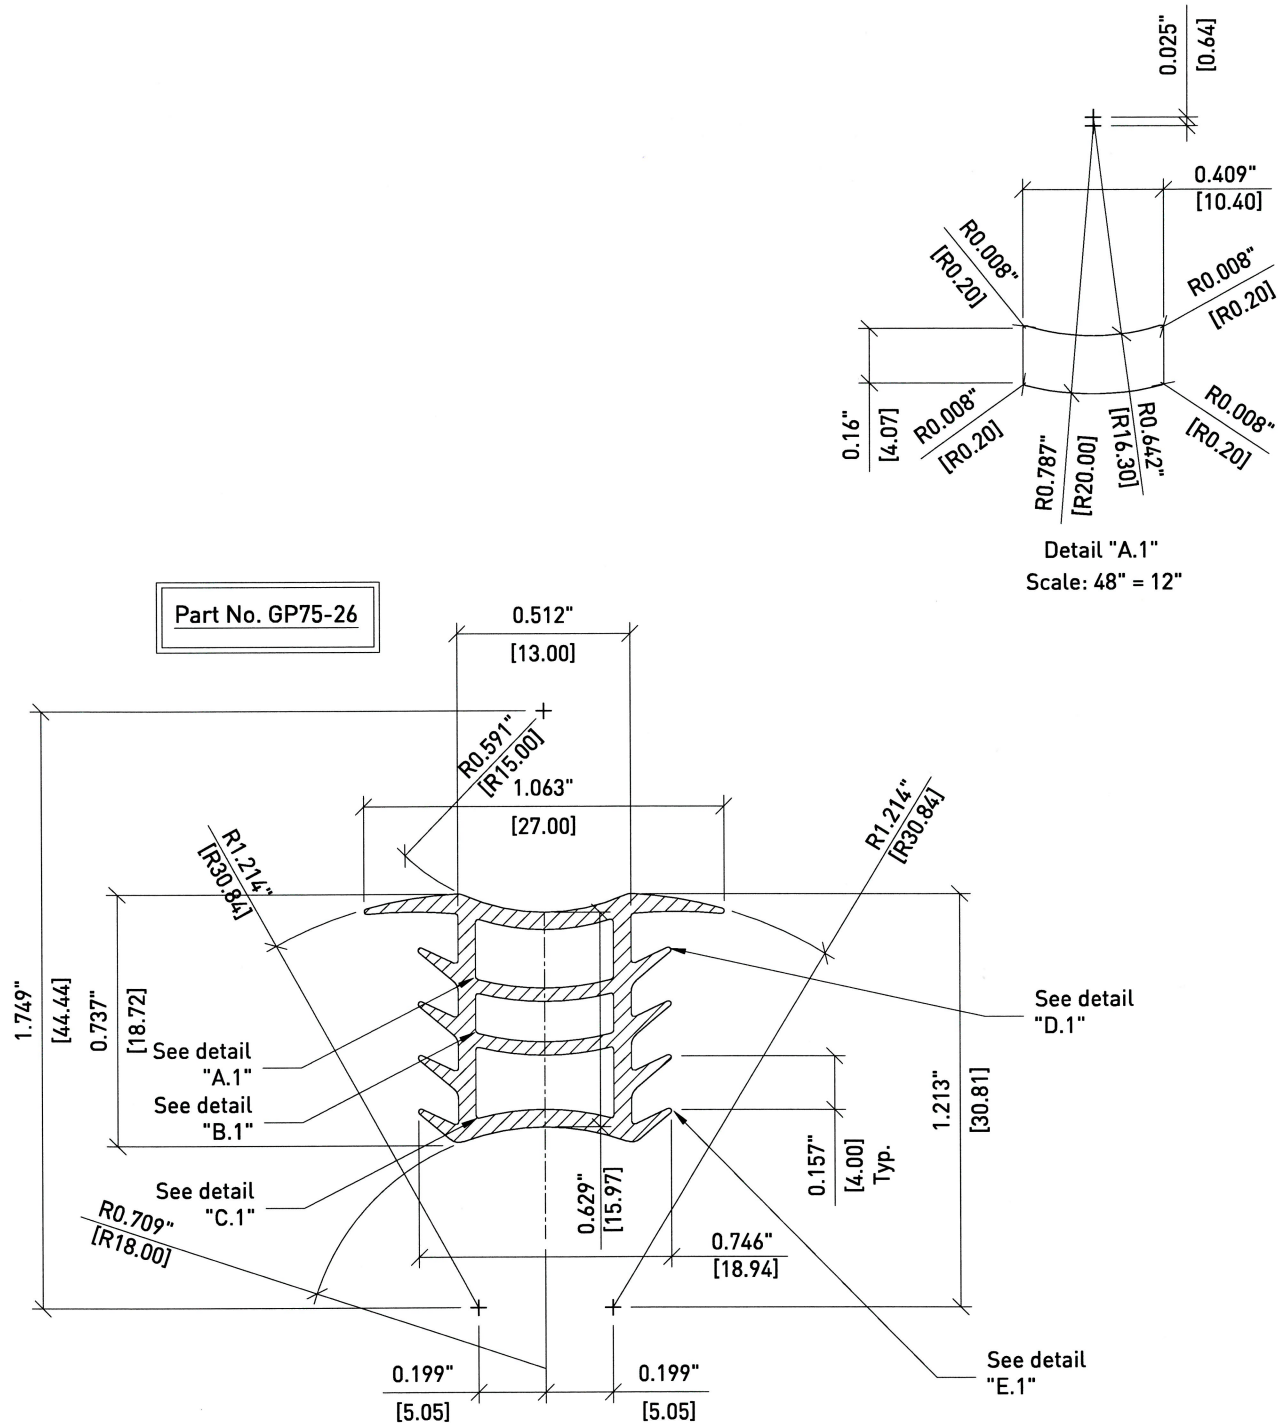 0.025"
[0.64]
0.409"
[10.40]
R0.008"
[R0.20]
R0.008"
[R0.20]
0.16"
[4.07]
R0.008"
[R0.20]
R0.787"
[R20.00]
R0.642"
[R16.30]
R0.008"
[R0.20]
Detail "A.1"
Scale: 48" = 12"
Part No. GP75-26
0.512"
[13.00]
R0.591"
[R15.00]
1.063"
[27.00]
R1.214"
[R30.84]
R1.214"
[R30.84]
1.749"
[44.44]
0.737"
[18.72]
See detail
"A.1"
See detail
"B.1"
See detail
"C.1"
See detail
"D.1"
1.213"
[30.81]
0.157"
[4.00]
Typ.
0.629"
[15.97]
R0.709"
[R18.00]
0.746"
[18.94]
See detail
"E.1"
0.199"
[5.05]
0.199"
[5.05]